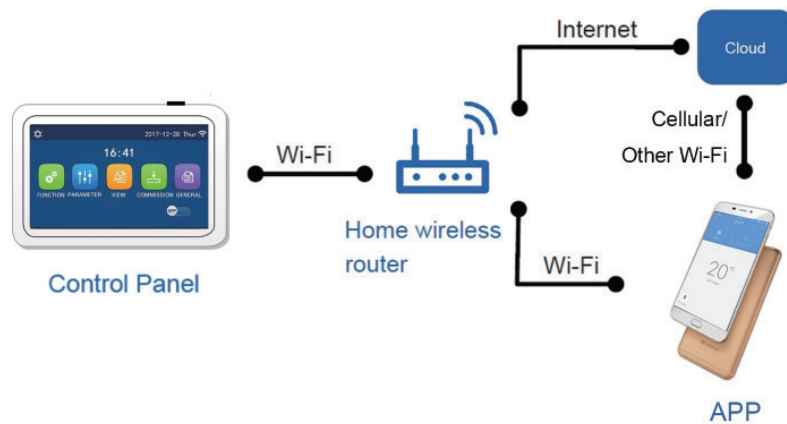 Internet
Cloud
Cellular/
Other Wi-Fi
2017-12-28 Thur
16:41
Wi-Fi
FUNCTION PARAMETER VIEW COMMISSION GENERAL
OFF
Home wireless
router
Control Panel
Wi-Fi
20°C
APP